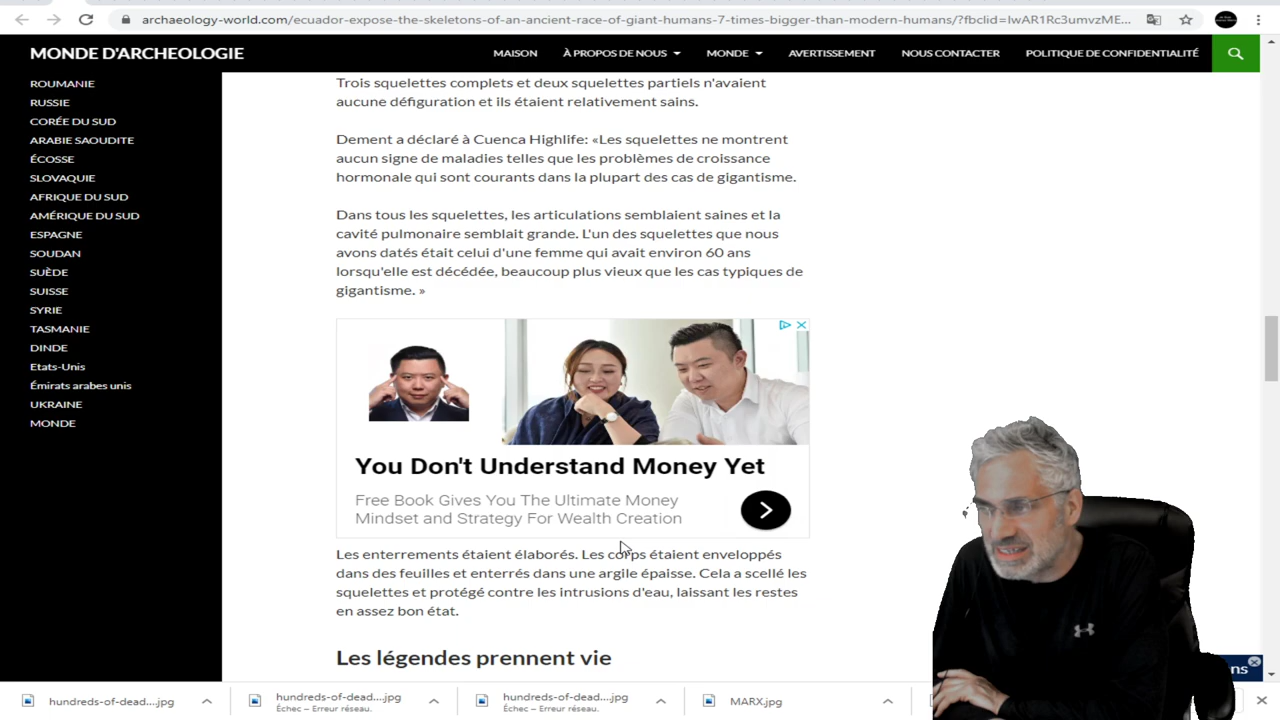 archaeology-world.com/ecuador-expose-the-skeletons-of-an-ancient-race-of-giant-humans-7-times-bigger-than-modern-humans/?fbclid=IwAR1Rc3umvzME...
MONDE D'ARCHEOLOGIE
MAISON
À PROPOS DE NOUS
MONDE
AVERTISSEMENT
NOUS CONTACTER
POLITIQUE DE CONFIDENTIALITÉ
ROUMANIE
RUSSIE
CORÉE DU SUD
ARABIE SAOUDITE
ÉCOSSE
SLOVAQUIE
AFRIQUE DU SUD
AMÉRIQUE DU SUD
ESPAGNE
SOUDAN
SUÈDE
SUISSE
SYRIE
TASMANIE
DINDE
Etats-Unis
Émirats arabes unis
UKRAINE
MONDE
Trois squelettes complets et deux squelettes partiels n'avaient
aucune défiguration et ils étaient relativement sains.
Dement a déclaré à Cuenca Highlife: «Les squelettes ne montrent
aucun signe de maladies telles que les problèmes de croissance
hormonale qui sont courants dans la plupart des cas de gigantisme.
Dans tous les squelettes, les articulations semblaient saines et la
cavité pulmonaire semblait grande. L'un des squelettes que nous
avons datés était celui d'une femme qui avait environ 60 ans
lorsqu'elle est décédée, beaucoup plus vieux que les cas typiques de
gigantisme. »
You Don't Understand Money Yet
Free Book Gives You The Ultimate Money
Mindset and Strategy For Wealth Creation
Les enterrements étaient élaborés. Les corps étaient enveloppés
dans des feuilles et enterrés dans une argile épaisse. Cela a scellé les
squelettes et protégé contre les intrusions d'eau, laissant les restes
en assez bon état.
Les légendes prennent vie
ns
hundreds-of-dead....jpg
hundreds-of-dead....jpg
Échec – Erreur réseau.
hundreds-of-dead....jpg
Échec – Erreur réseau.
MARX.jpg